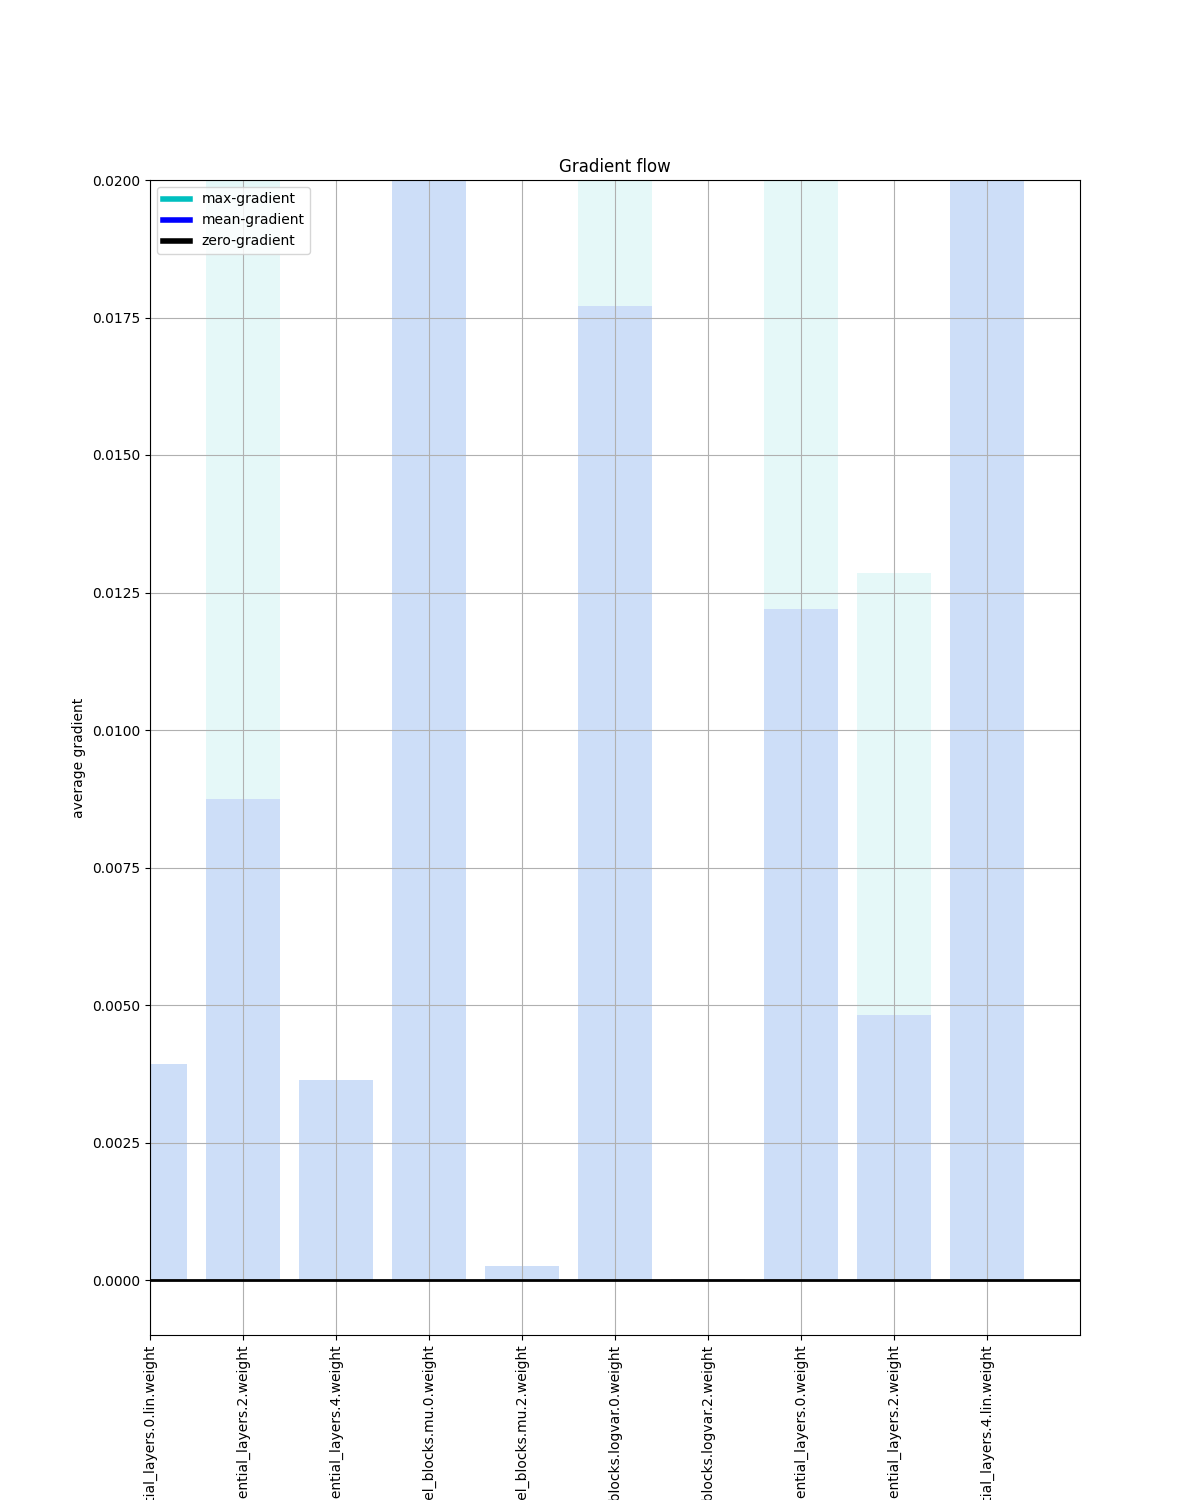 Gradient flow
max-gradient
mean-gradient
zero-gradient
0.0200
0.0175
0.0150
0.0125
0.0100
0.0075
0.0050
0.0025
0.0000
average gradient
tial_layers.0.lin.weight
ential_layers.2.weight
ential_layers.4.weight
el_blocks.mu.0.weight
el_blocks.mu.2.weight
blocks.logvar.0.weight
blocks.logvar.2.weight
ential_layers.0.weight
ential_layers.2.weight
tial_layers.4.lin.weight